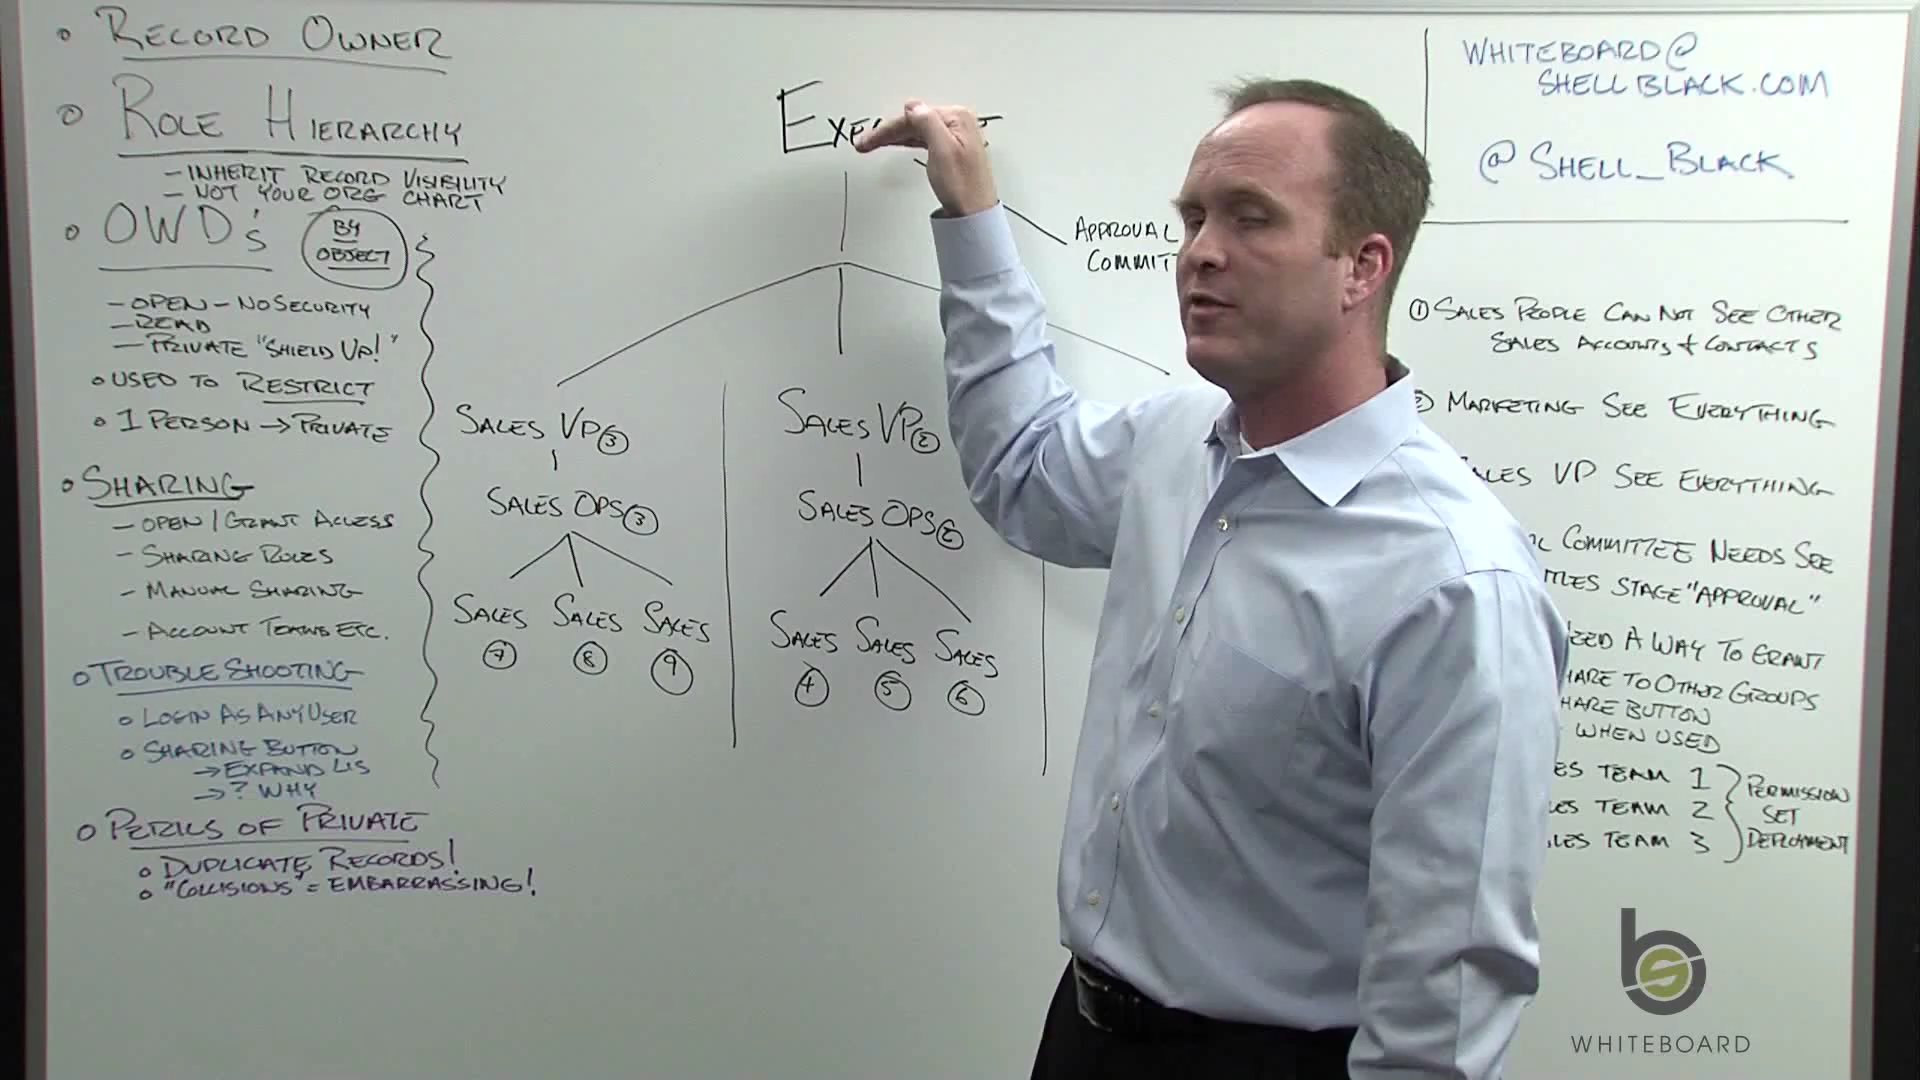 • RECORD OWNER
• ROLE HIERARCHY
- INHERIT RECORD VISIBILITY
- NOT YOUR ORG CHART
• OWD's
BY
OBJECT
- OPEN - NO SECURITY
- READ
- PRIVATE "SHIELD UP!"
• USED TO RESTRICT
• 1 PERSON → PRIVATE
• SHARING
- OPEN / GRANT ACCESS
- SHARING RULES
- MANUAL SHARING
- ACCOUNT TEAMS ETC.
• TROUBLE SHOOTING
• LOGIN AS ANY USER
• SHARING BUTTON
→ EXPAND LIS
→ ? WHY
• PERILS OF PRIVATE
• DUPLICATE RECORDS!
• "COLLISIONS" = EMBARRASSING!
APPROVAL
SALES VP 3
SALES OPS 3
SALES SALES SALES
7 8 9
SALES VP 2
SALES OPS 2
SALES SALES SALES
4 5 6
WHITEBOARD@
SHELLBLACK.COM
@SHELL_BLACK
① SALES PEOPLE CAN NOT SEE OTHER
SALES ACCOUNTS + CONTACTS
MARKETING SEE EVERYTHING
VP SEE EVERYTHING
COMMITTEE NEEDS SEE
STAGE "APPROVAL"
A WAY TO GRANT
TO OTHER GROUPS
BUTTON
WHEN USED
TEAM 1
TEAM 2
TEAM 3
PERMISSION
SET
DEPLOYMENT
bs
WHITEBOARD